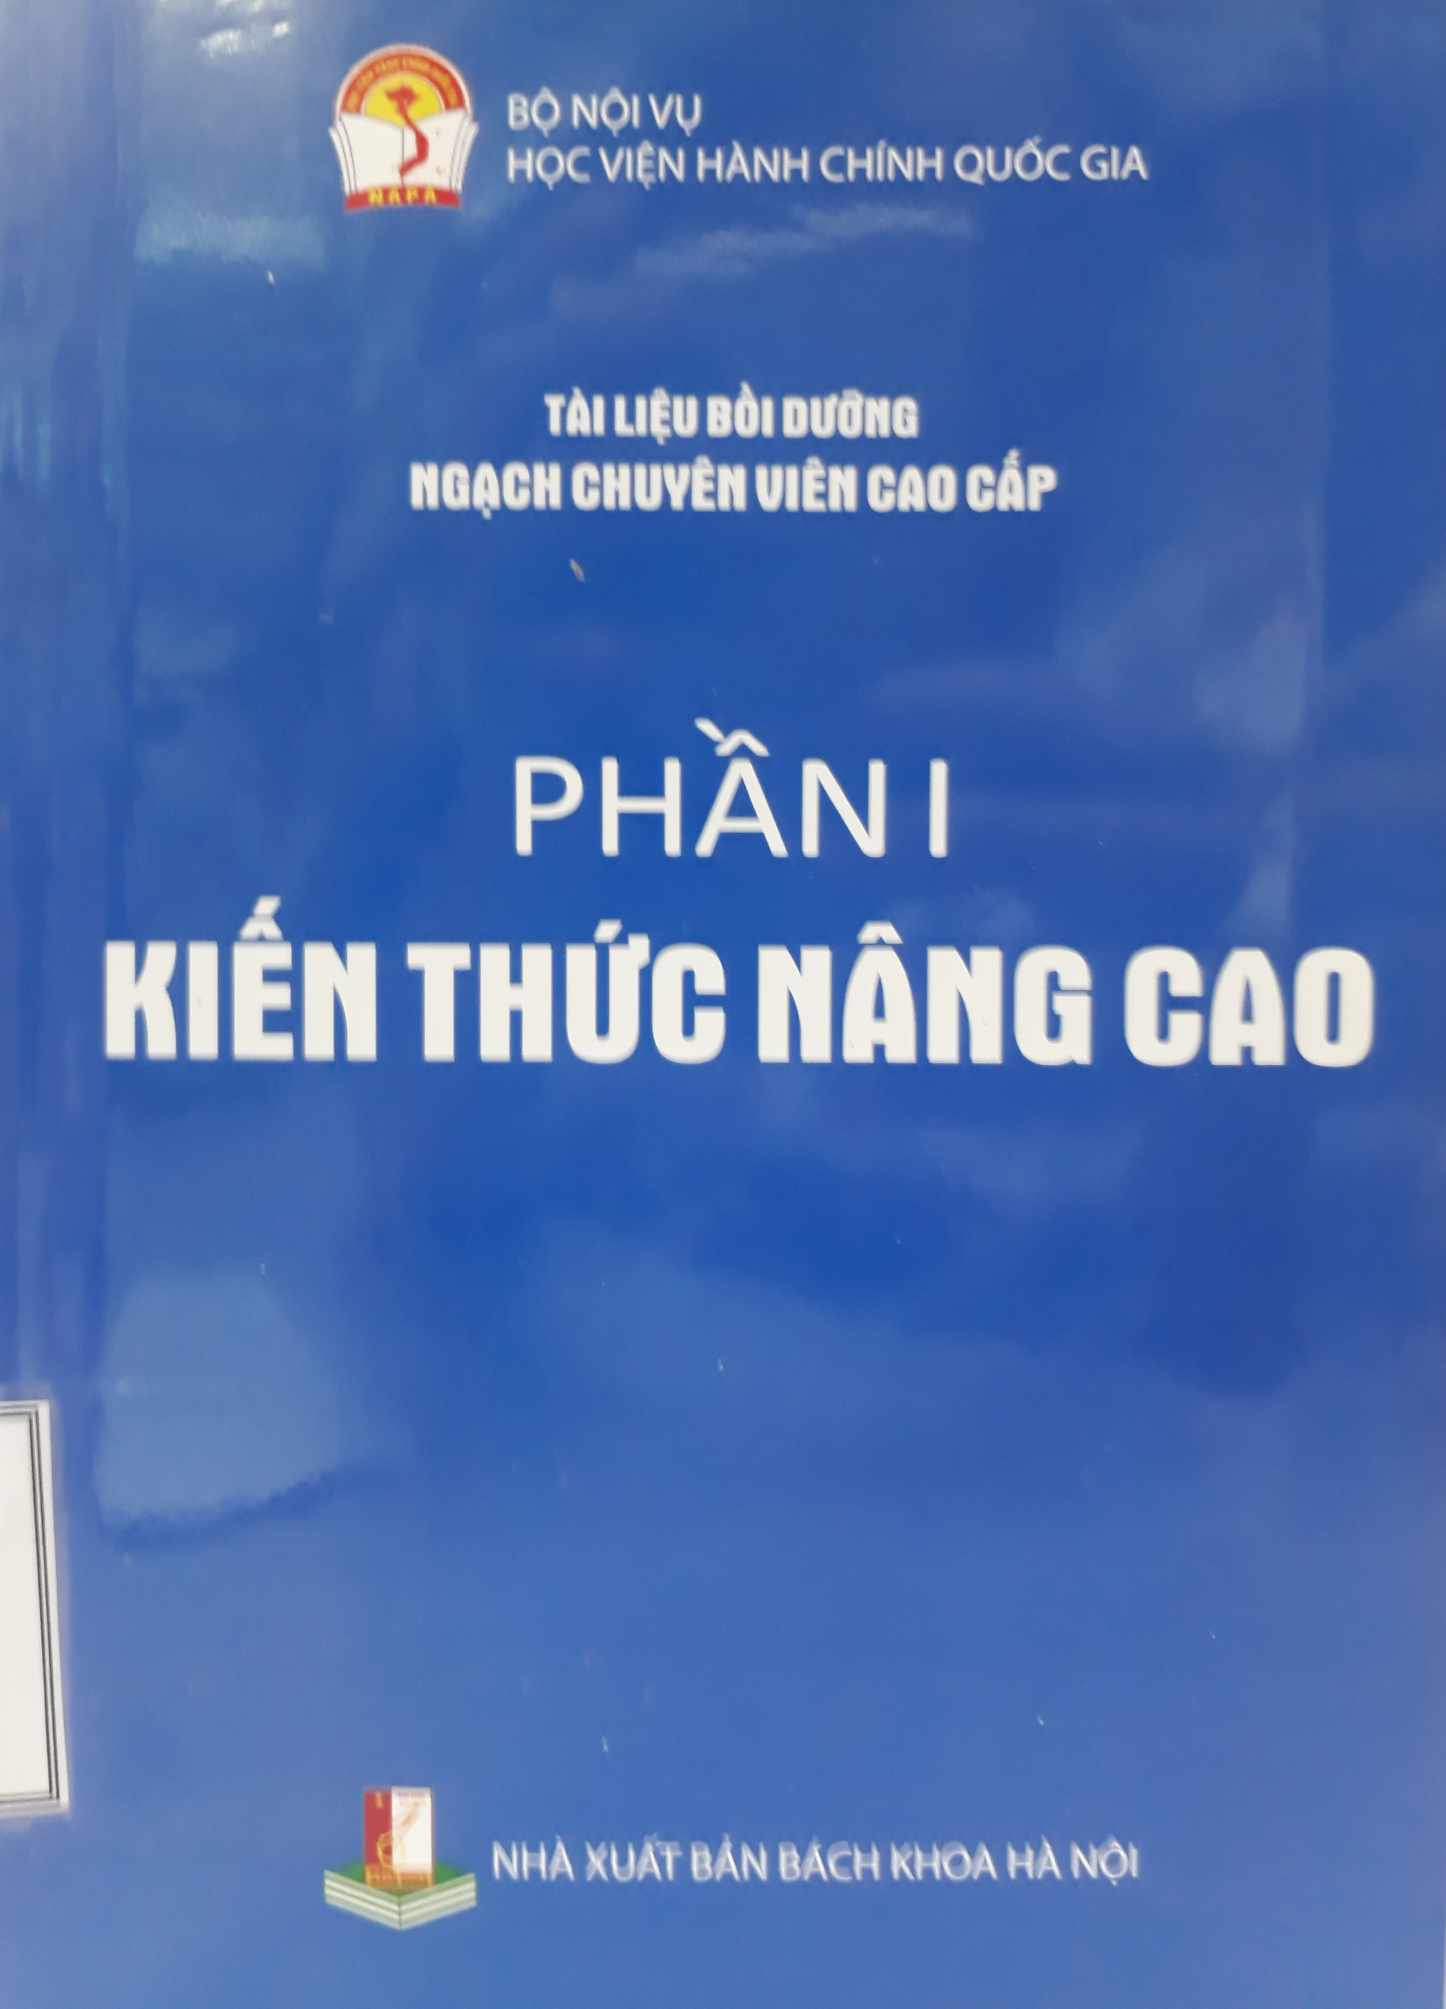 BỘ NỘI VỤ
HỌC VIỆN HÀNH CHÍNH QUỐC GIA
NAPA
TÀI LIỆU BỒI DƯỠNG
NGẠCH CHUYÊN VIÊN CAO CẤP
PHẦN I
KIẾN THỨC NÂNG CAO
NHÀ XUẤT BẢN BÁCH KHOA HÀ NỘI